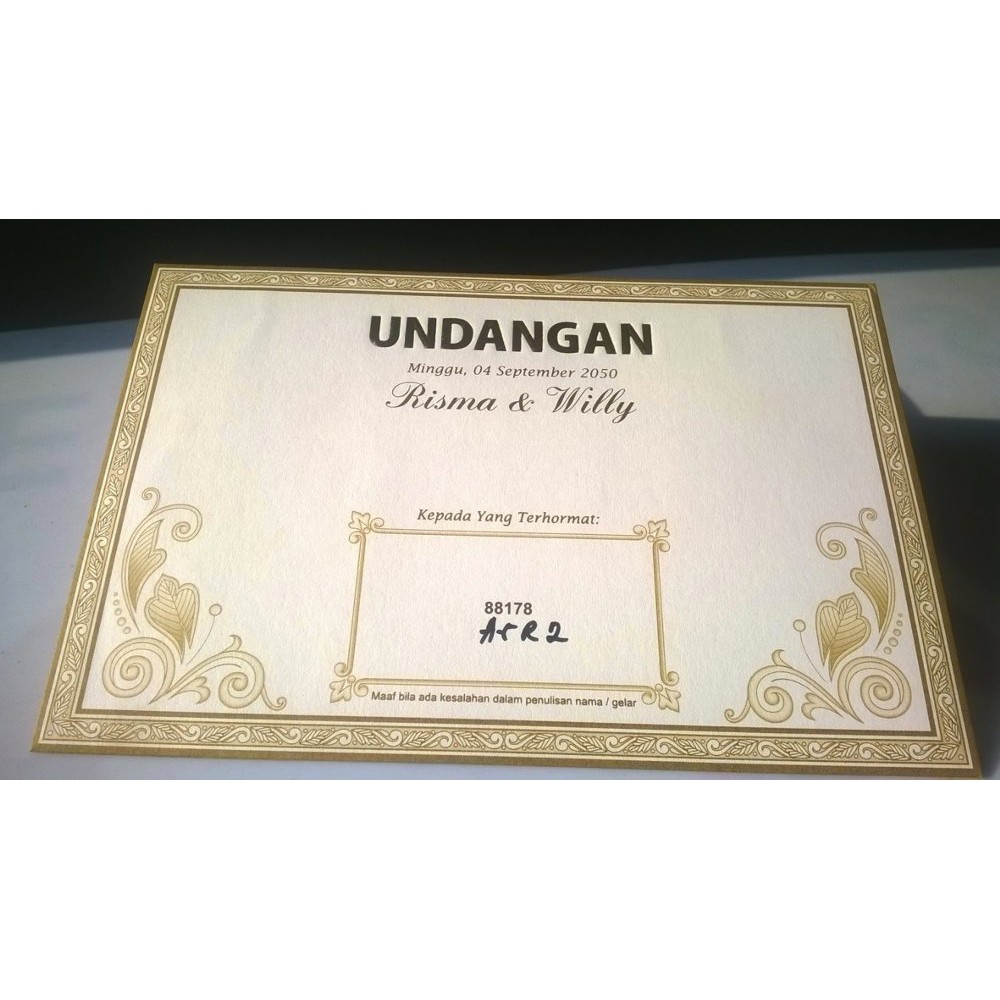 UNDANGAN
Minggu, 04 September 2050
Risma & Willy
Kepada Yang Terhormat:
88178
Maaf bila ada kesalahan dalam penulisan nama / gelar